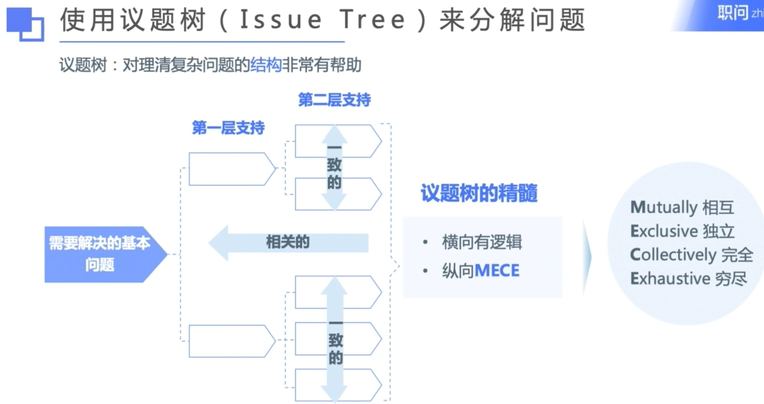 使用议题树（Issue Tree）来分解问题
职问 zhi
议题树：对理清复杂问题的结构非常有帮助
第二层支持
第一层支持
一致的
议题树的精髓
需要解决的基本
问题
相关的
• 横向有逻辑
• 纵向MECE
Mutually 相互
Exclusive 独立
Collectively 完全
Exhaustive 穷尽
一致的